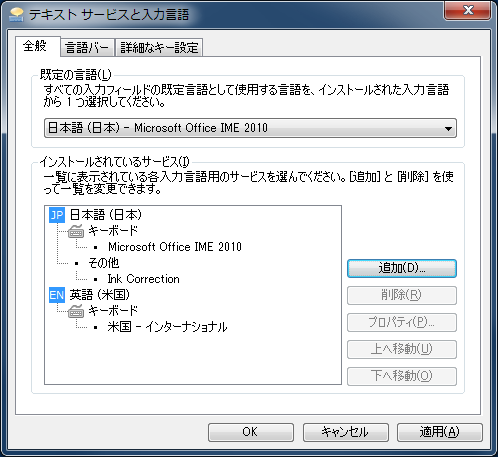 テキスト サービスと入力言語
全般 言語バー 詳細なキー設定
既定の言語(L)
すべての入力フィールドの既定言語として使用する言語を、インストールされた入力言語
から 1 つ選択してください。
日本語 (日本) - Microsoft Office IME 2010
インストールされているサービス(I)
一覧に表示されている各入力言語用のサービスを選んでください。[追加] と [削除] を使
って一覧を変更できます。
JP 日本語 (日本)
キーボード
• Microsoft Office IME 2010
• その他
• Ink Correction
EN 英語 (米国)
キーボード
• 米国 - インターナショナル
追加(D)...
削除(R)
プロパティ(P)...
上へ移動(U)
下へ移動(O)
OK キャンセル 適用(A)